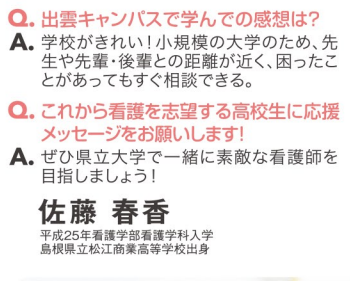 Q. 出雲キャンパスで学んでの感想は?
A. 学校がきれい!小規模の大学のため、先
生や先輩・後輩との距離が近く、困ったこ
とがあってもすぐ相談できる。
Q. これから看護を志望する高校生に応援
メッセージをお願いします!
A. ぜひ県立大学で一緒に素敵な看護師を
目指しましょう!
佐藤 春香
平成25年看護学部看護学科入学
島根県立松江商業高等学校出身